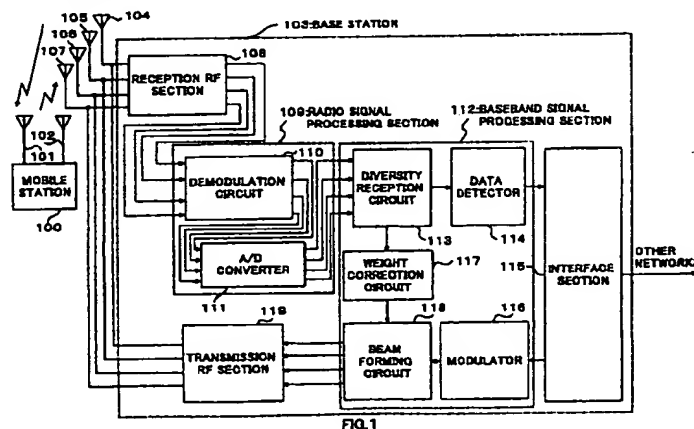 103:BASE STATION
104
105
106
107
108
RECEPTION RF
SECTION
109:RADIO SIGNAL
PROCESSING SECTION
112:BASEBAND SIGNAL
PROCESSING SECTION
102
101
MOBILE
STATION
100
110
DEMODULATION
CIRCUIT
A/D
CONVERTER
111
DIVERSITY
RECEPTION
CIRCUIT
113
DATA
DETECTOR
114
WEIGHT
CORRECTION
CIRCUIT
117
115
INTERFACE
SECTION
OTHER
NETWORK
119
TRANSMISSION
RF SECTION
118
BEAM
FORMING
CIRCUIT
116
MODULATOR
FIG.1